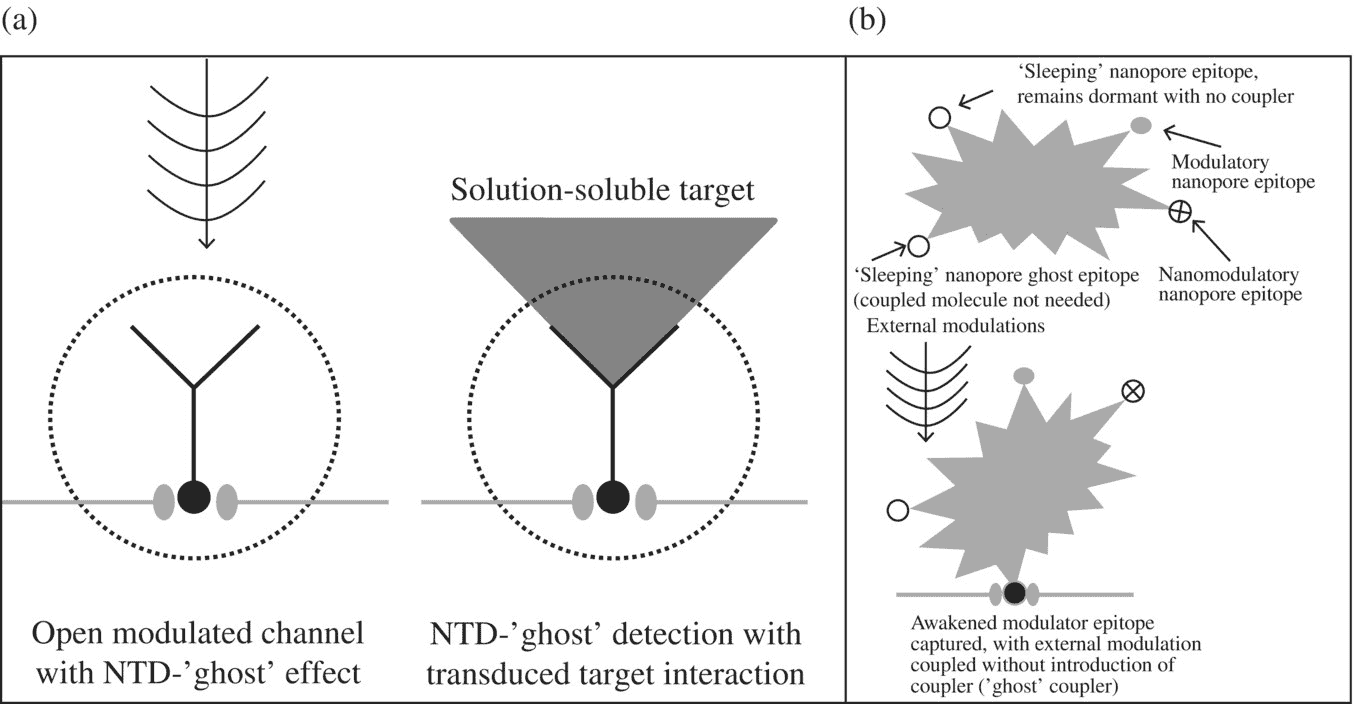 (a)
(b)
Solution-soluble target
Open modulated channel
with NTD-’ghost’ effect
NTD-’ghost’ detection with
transduced target interaction
‘Sleeping’ nanopore epitope,
remains dormant with no coupler
Modulatory
nanopore epitope
‘Sleeping’ nanopore ghost epitope
(coupled molecule not needed)
Nanomodulatory
nanopore epitope
External modulations
Awakened modulator epitope
captured, with external modulation
coupled without introduction of
coupler (’ghost’ coupler)